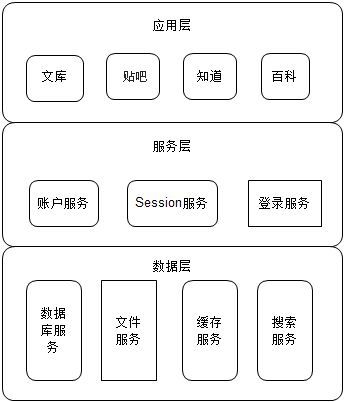 应用层
文库 贴吧 知道 百科
服务层
账户服务 Session服务 登录服务
数据层
数据库服务
文件服务
缓存服务
搜索服务